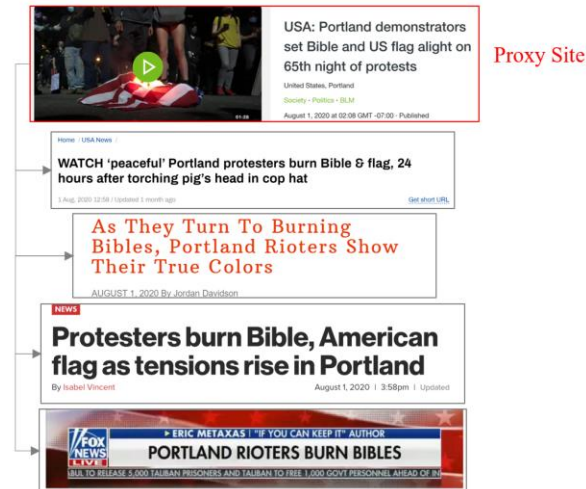 USA: Portland demonstrators
set Bible and US flag alight on
65th night of protests
United States, Portland
Society • Politics • BLM
August 1, 2020 at 02:08 GMT -07:00 · Published
01:28
Proxy Site
Home / USA News /
WATCH ‘peaceful’ Portland protesters burn Bible & flag, 24
hours after torching pig's head in cop hat
1 Aug, 2020 12:58 / Updated 1 month ago
Get short URL
As They Turn To Burning
Bibles, Portland Rioters Show
Their True Colors
AUGUST 1, 2020 By Jordan Davidson
NEWS
Protesters burn Bible, American
flag as tensions rise in Portland
By Isabel Vincent
August 1, 2020 | 3:58pm | Updated
FOX
NEWS
LIVE
ERIC METAXAS | "IF YOU CAN KEEP IT" AUTHOR
PORTLAND RIOTERS BURN BIBLES
BUL TO RELEASE 5,000 TALIBAN PRISONERS AND TALIBAN TO FREE 1,000 GOVT PERSONNEL AHEAD OF IN